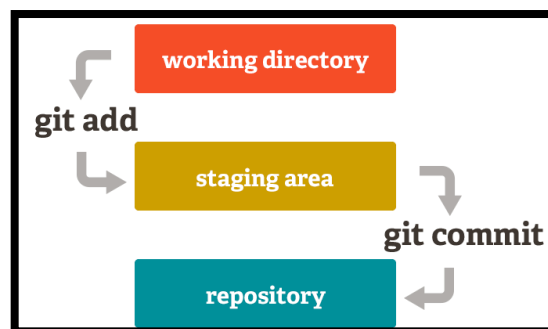 working directory
git add
staging area
git commit
repository